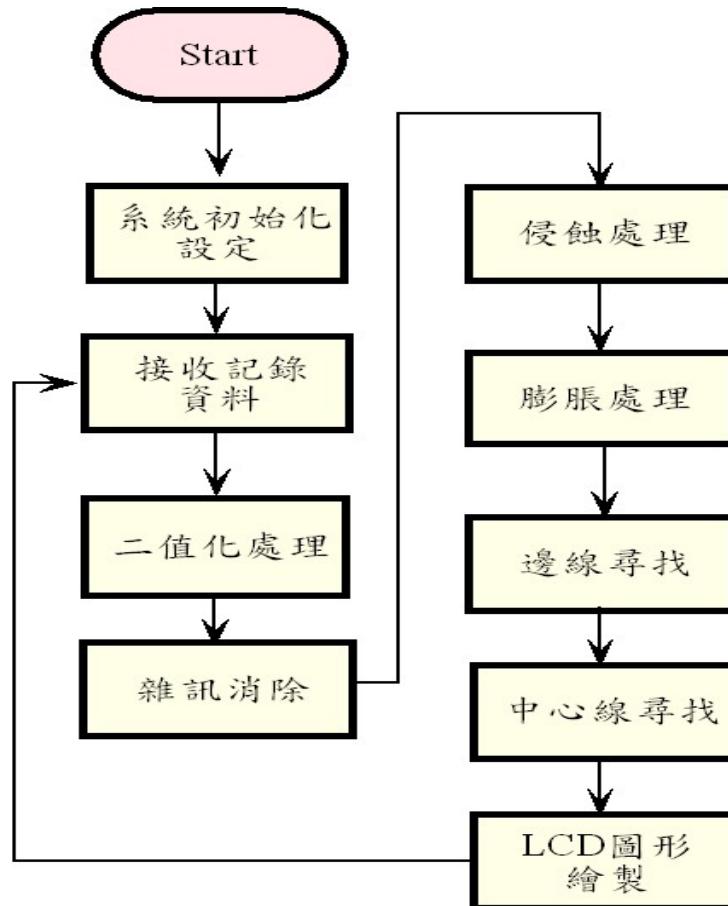 Start
系統初始化
設定
接收記錄
資料
二值化處理
雜訊消除
侵蝕處理
膨脹處理
邊線尋找
中心線尋找
LCD圖形
繪製